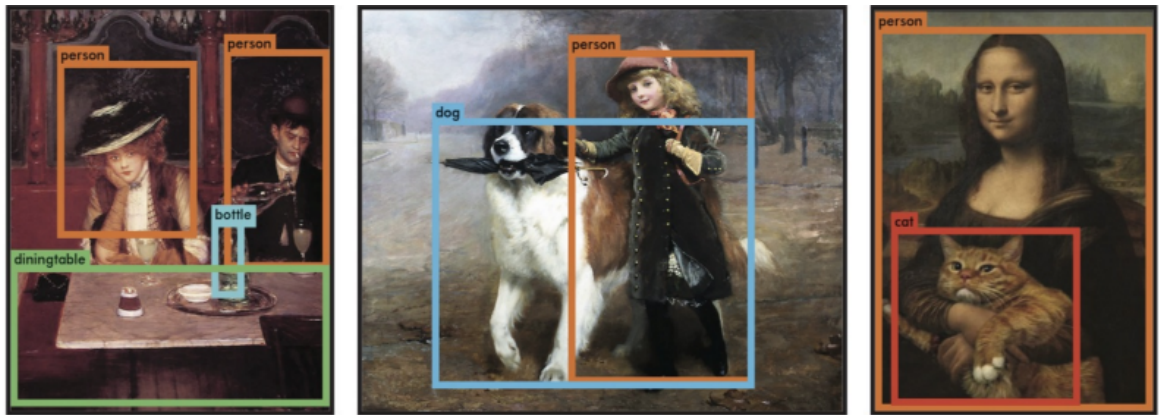 person
person
bottle
diningtable
person
dog
person
cat